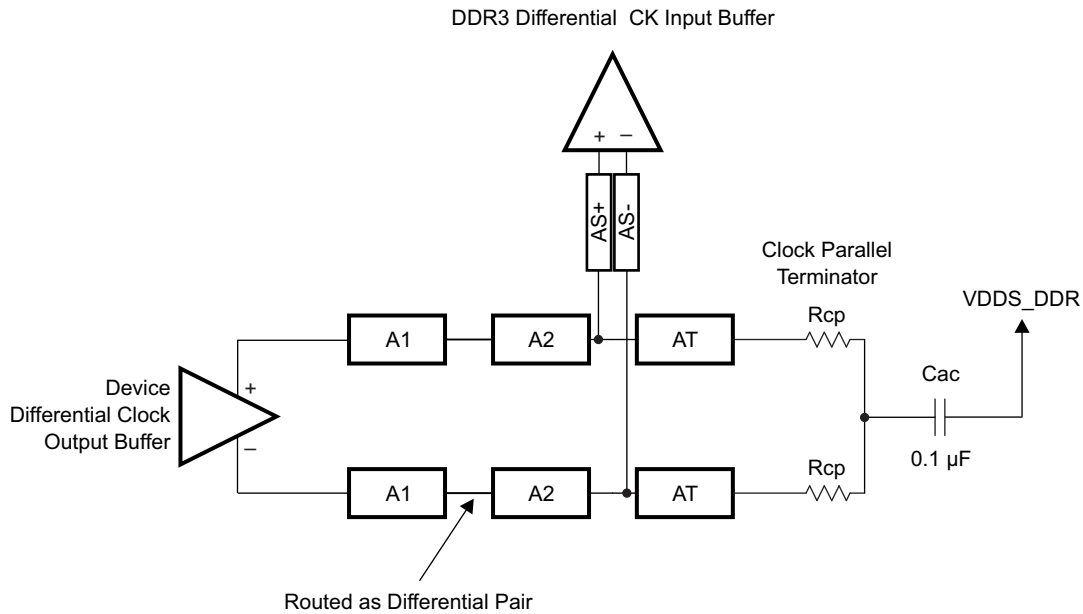 DDR3 Differential CK Input Buffer
+ –
AS+
AS-
Clock Parallel
Terminator
Rcp
VDDS_DDR
A1
A2
AT
Cac
Device
Differential Clock
Output Buffer
+
–
0.1 µF
Rcp
A1
A2
AT
Routed as Differential Pair